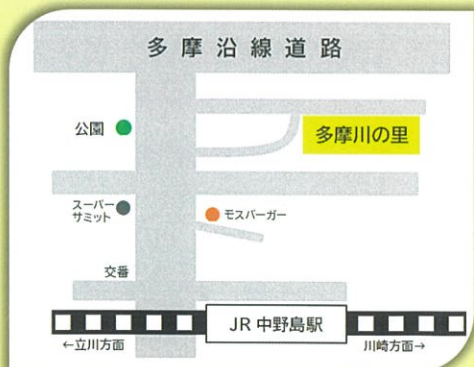 多摩沿線道路
公園
多摩川の里
スーパー
サミット
モスバーガー
交番
JR 中野島駅
←立川方面
川崎方面→